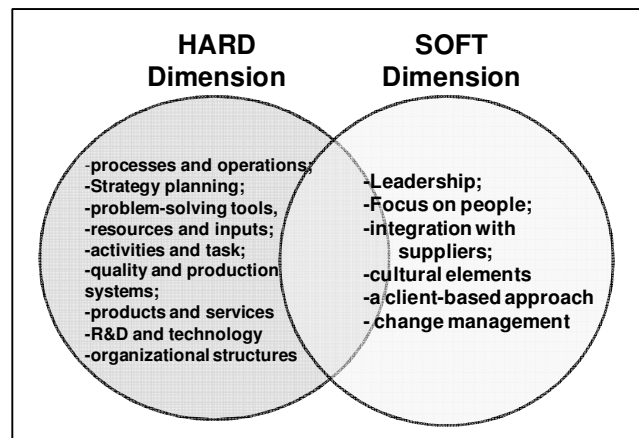 HARD
Dimension
SOFT
Dimension
-processes and operations;
-Strategy planning;
-problem-solving tools,
-resources and inputs;
-activities and task;
-quality and production
systems;
-products and services
-R&D and technology
-organizational structures
-Leadership;
-Focus on people;
-integration with
suppliers;
-cultural elements
-a client-based approach
- change management